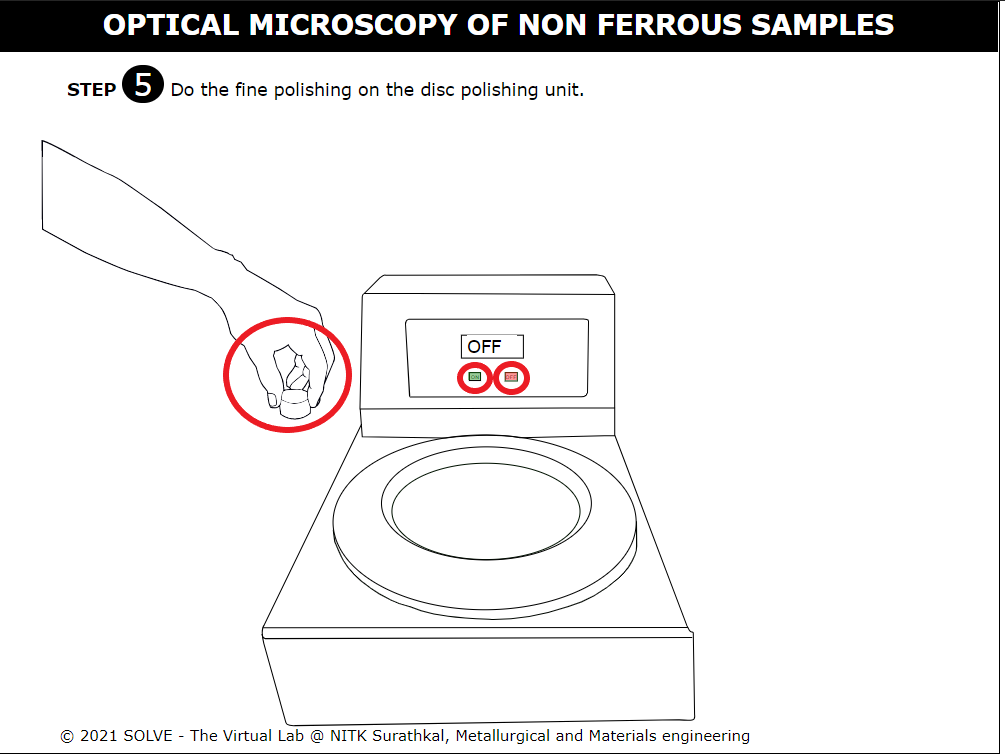 OPTICAL MICROSCOPY OF NON FERROUS SAMPLES
STEP 5 Do the fine polishing on the disc polishing unit.
OFF
© 2021 SOLVE - The Virtual Lab @ NITK Surathkal, Metallurgical and Materials engineering